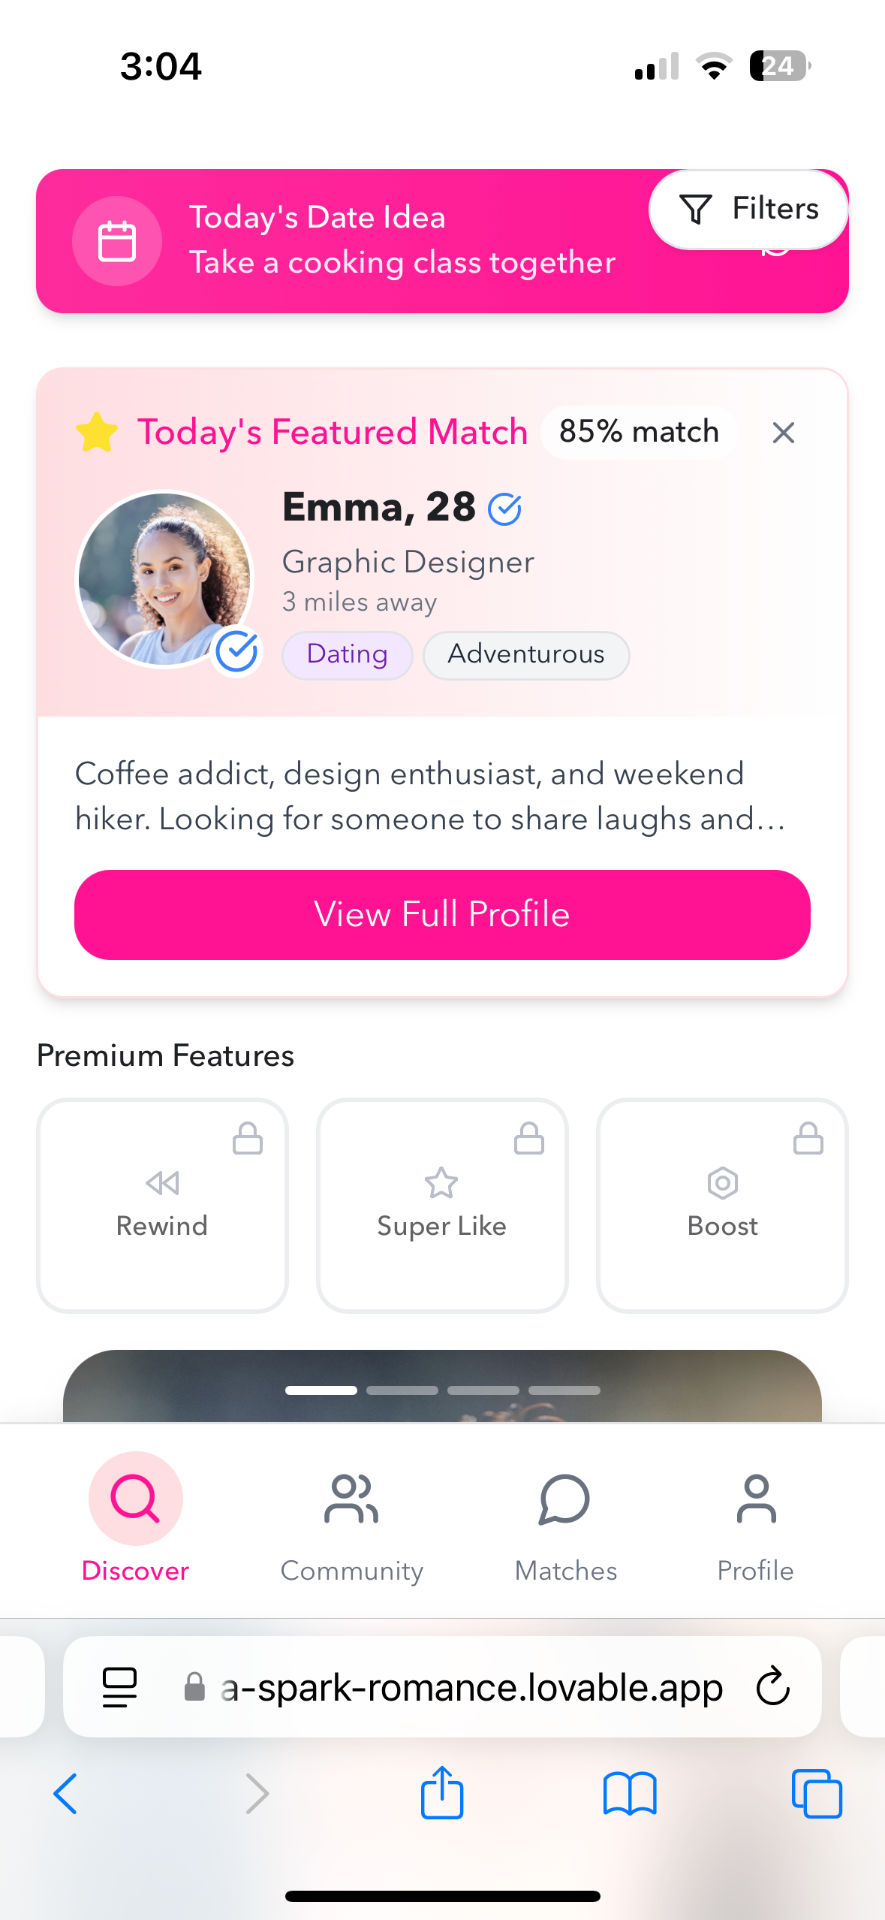 3:04
24
Today's Date Idea
Take a cooking class together
Filters
Today's Featured Match
85% match
Emma, 28
Graphic Designer
3 miles away
Dating
Adventurous
Coffee addict, design enthusiast, and weekend
hiker. Looking for someone to share laughs and...
View Full Profile
Premium Features
Rewind
Super Like
Boost
Discover
Community
Matches
Profile
a-spark-romance.lovable.app